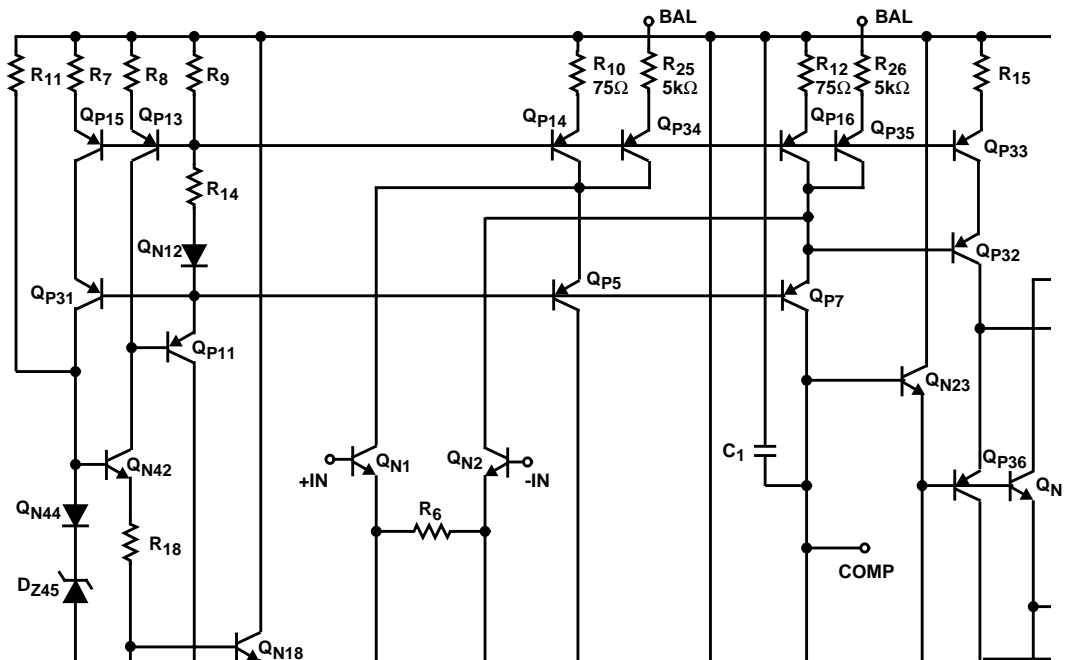 BAL
BAL
R11
R7
R8
R9
R10
75Ω
R25
5kΩ
R12
75Ω
R26
5kΩ
R15
QP15
QP13
QP14
QP34
QP16
QP35
QP33
R14
QN12
QP31
QP5
QP7
QP32
QP11
QN23
QN42
QN1
QN2
C1
QP36
+IN
-IN
QN
QN44
R18
R6
DZ45
COMP
QN18